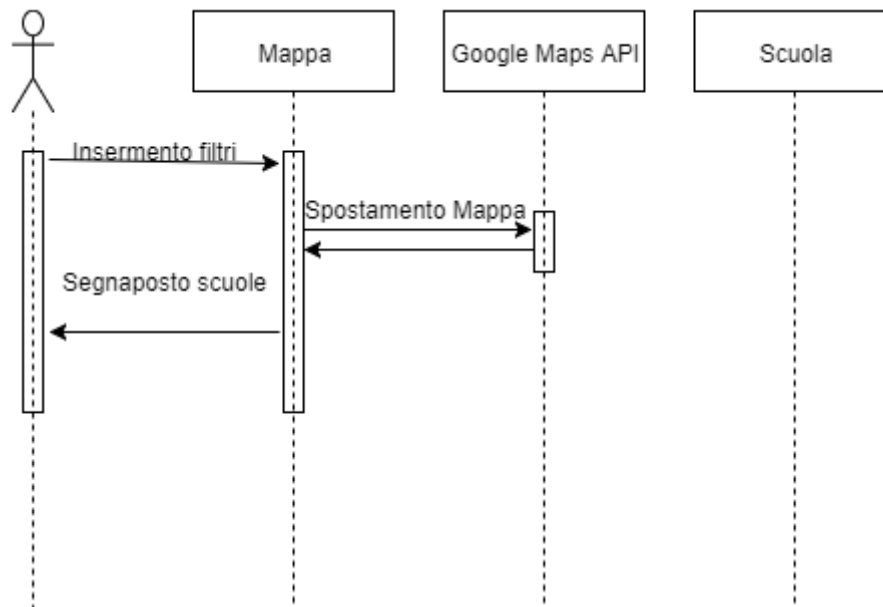 Mappa
Google Maps API
Scuola
Insermento filtri
Spostamento Mappa
Segnaposto scuole